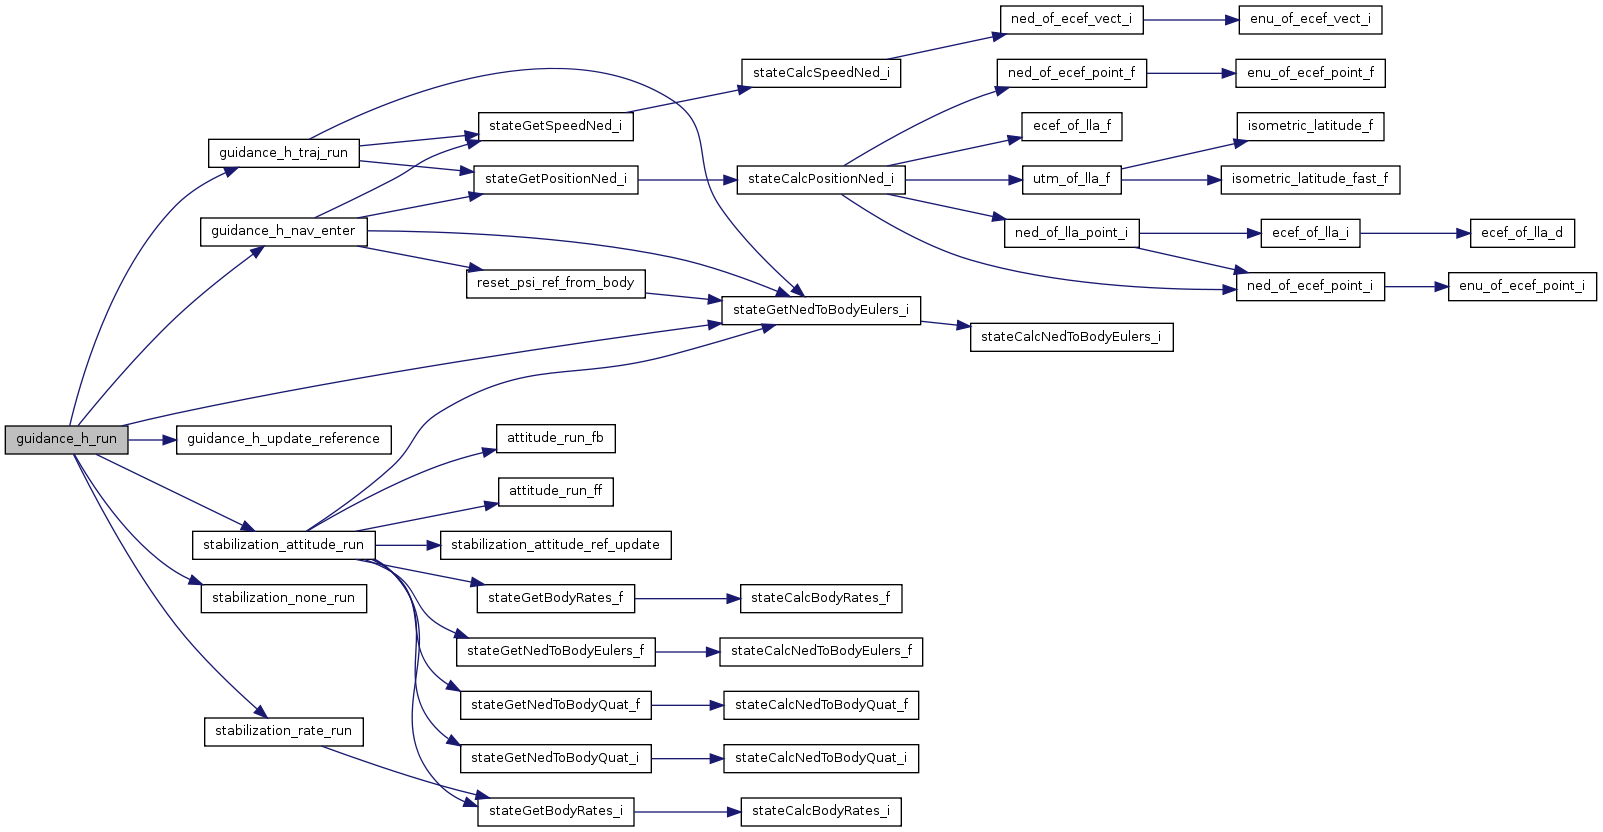 ned_of_ecef_vect_i
enu_of_ecef_vect_i
stateCalcSpeedNed_i
ned_of_ecef_point_f
enu_of_ecef_point_f
stateGetSpeedNed_i
ecef_of_lla_f
isometric_latitude_f
guidance_h_traj_run
stateGetPositionNed_i
stateCalcPositionNed_i
utm_of_lla_f
isometric_latitude_fast_f
guidance_h_nav_enter
ned_of_lla_point_i
ecef_of_lla_i
ecef_of_lla_d
reset_psi_ref_from_body
ned_of_ecef_point_i
enu_of_ecef_point_i
stateGetNedToBodyEulers_i
stateCalcNedToBodyEulers_i
guidance_h_run
guidance_h_update_reference
attitude_run_fb
attitude_run_ff
stabilization_attitude_run
stabilization_attitude_ref_update
stabilization_none_run
stateGetBodyRates_f
stateCalcBodyRates_f
stateGetNedToBodyEulers_f
stateCalcNedToBodyEulers_f
stateGetNedToBodyQuat_f
stateCalcNedToBodyQuat_f
stabilization_rate_run
stateGetNedToBodyQuat_i
stateCalcNedToBodyQuat_i
stateGetBodyRates_i
stateCalcBodyRates_i